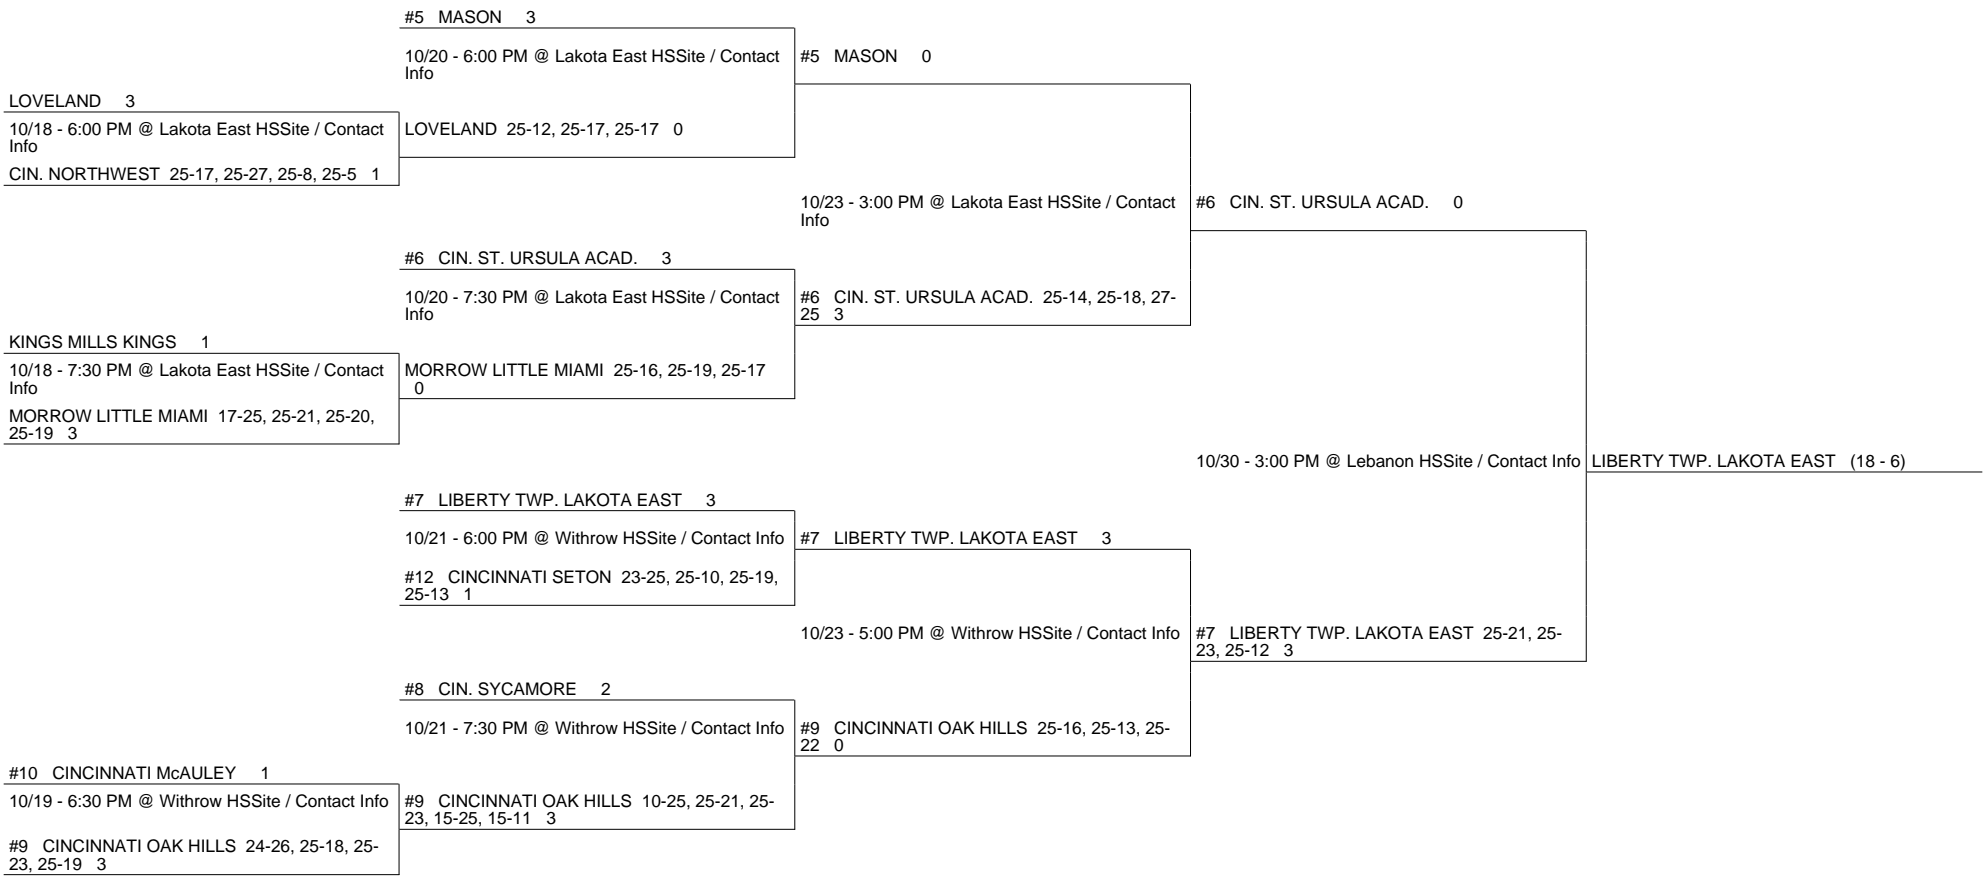 #5 MASON 3
10/20 - 6:00 PM @ Lakota East HSSite / Contact
Info
#5 MASON 0
LOVELAND 3
10/18 - 6:00 PM @ Lakota East HSSite / Contact
Info
LOVELAND 25-12, 25-17, 25-17 0
CIN. NORTHWEST 25-17, 25-27, 25-8, 25-5 1
10/23 - 3:00 PM @ Lakota East HSSite / Contact
Info
#6 CIN. ST. URSULA ACAD. 0
#6 CIN. ST. URSULA ACAD. 3
10/20 - 7:30 PM @ Lakota East HSSite / Contact
Info
#6 CIN. ST. URSULA ACAD. 25-14, 25-18, 27-
25 3
KINGS MILLS KINGS 1
10/18 - 7:30 PM @ Lakota East HSSite / Contact
Info
MORROW LITTLE MIAMI 25-16, 25-19, 25-17
0
MORROW LITTLE MIAMI 17-25, 25-21, 25-20,
25-19 3
10/30 - 3:00 PM @ Lebanon HSSite / Contact Info
LIBERTY TWP. LAKOTA EAST (18 - 6)
#7 LIBERTY TWP. LAKOTA EAST 3
10/21 - 6:00 PM @ Withrow HSSite / Contact Info
#7 LIBERTY TWP. LAKOTA EAST 3
#12 CINCINNATI SETON 23-25, 25-10, 25-19,
25-13 1
10/23 - 5:00 PM @ Withrow HSSite / Contact Info
#7 LIBERTY TWP. LAKOTA EAST 25-21, 25-
23, 25-12 3
#8 CIN. SYCAMORE 2
10/21 - 7:30 PM @ Withrow HSSite / Contact Info
#9 CINCINNATI OAK HILLS 25-16, 25-13, 25-
22 0
#10 CINCINNATI McAULEY 1
10/19 - 6:30 PM @ Withrow HSSite / Contact Info
#9 CINCINNATI OAK HILLS 10-25, 25-21, 25-
23, 15-25, 15-11 3
#9 CINCINNATI OAK HILLS 24-26, 25-18, 25-
23, 25-19 3